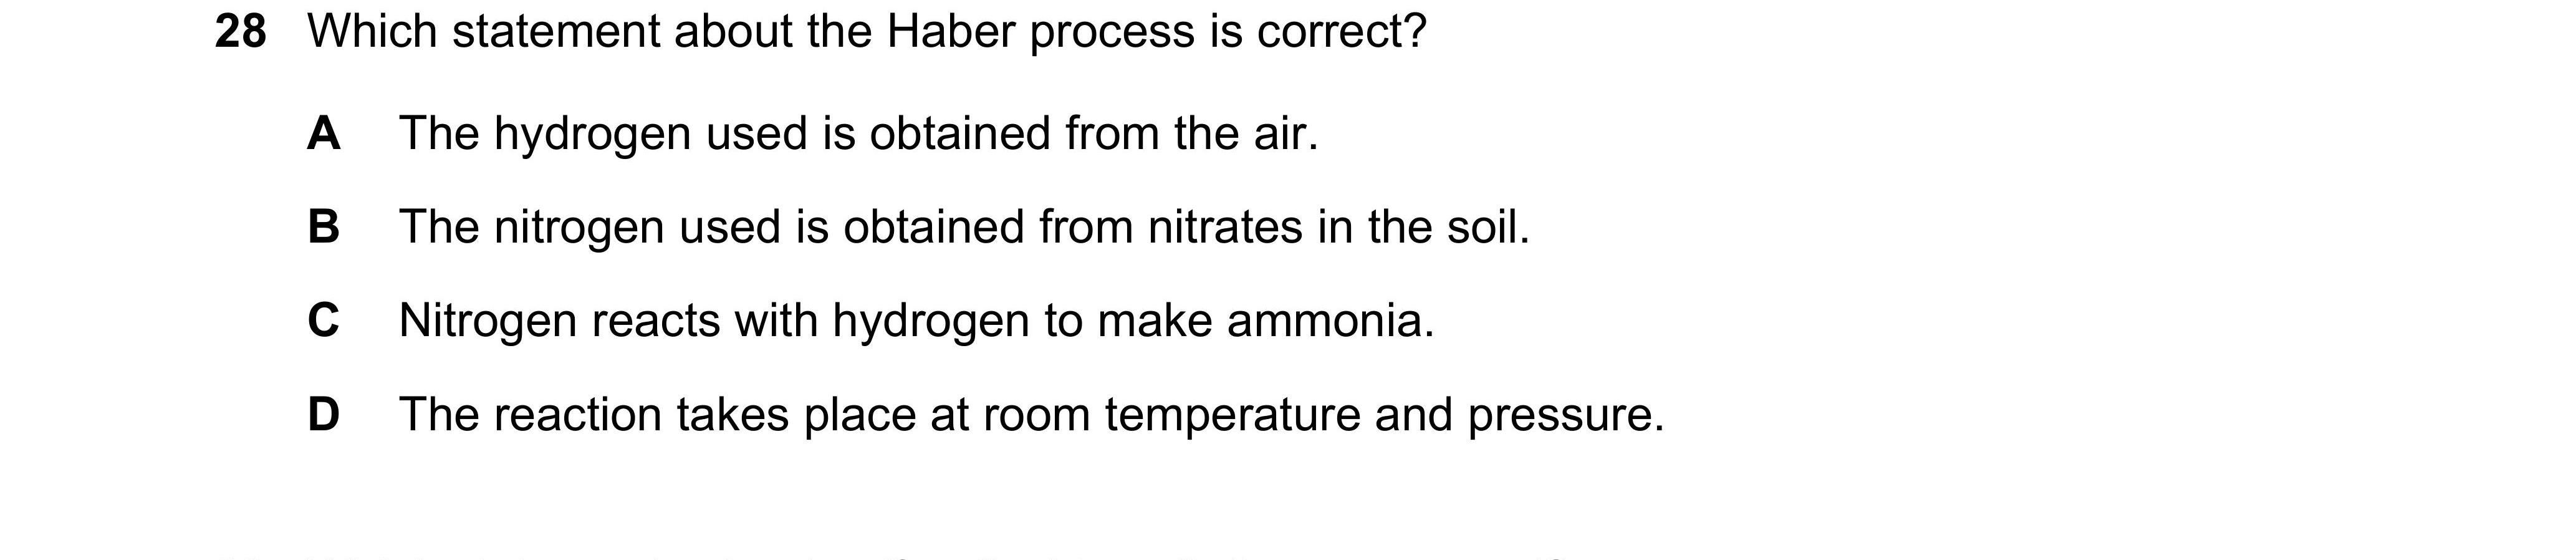 28 Which statement about the Haber process is correct?
A The hydrogen used is obtained from the air.
B The nitrogen used is obtained from nitrates in the soil.
C Nitrogen reacts with hydrogen to make ammonia.
D The reaction takes place at room temperature and pressure.